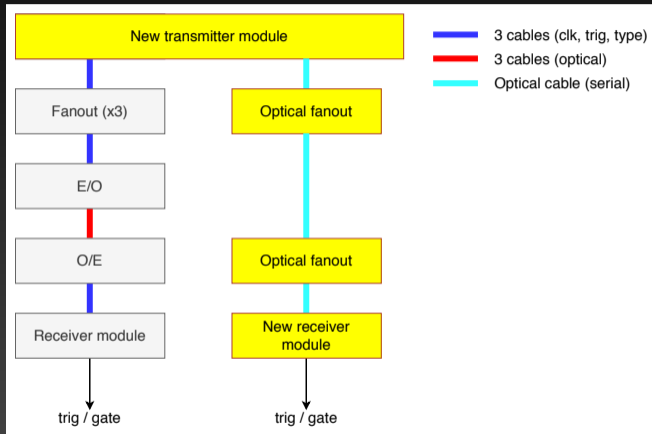 New transmitter module
3 cables (clk, trig, type)
3 cables (optical)
Optical cable (serial)
Fanout (x3)
Optical fanout
E/O
O/E
Optical fanout
Receiver module
New receiver
module
trig / gate
trig / gate